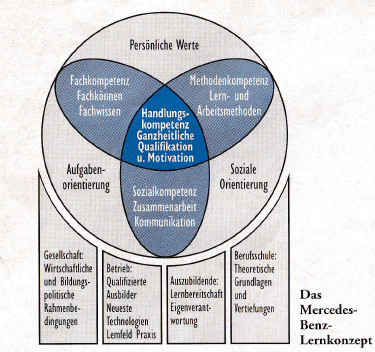 Persönliche Werte
Fachkompetenz
Fachkönnen
Fachwissen
Methodenkompetenz
Lern- und
Arbeitsmethoden
Handlungs-
kompetenz
Ganzheitliche
Qualifikation
u. Motivation
Aufgaben-
orientierung
Soziale
Orientierung
Sozialkompetenz
Zusammenarbeit
Kommunikation
Gesellschaft:
Wirtschaftliche
und Bildungs-
politische
Rahmenbe-
dingungen
Betrieb:
Qualifizierte
Ausbilder
Neueste
Technologien
Lernfeld Praxis
Auszubildende:
Lernbereitschaft
Eigenverant-
wortung
Berufsschule:
Theoretische
Grundlagen
und
Vertiefungen
Das
Mercedes-
Benz-
Lernkonzept